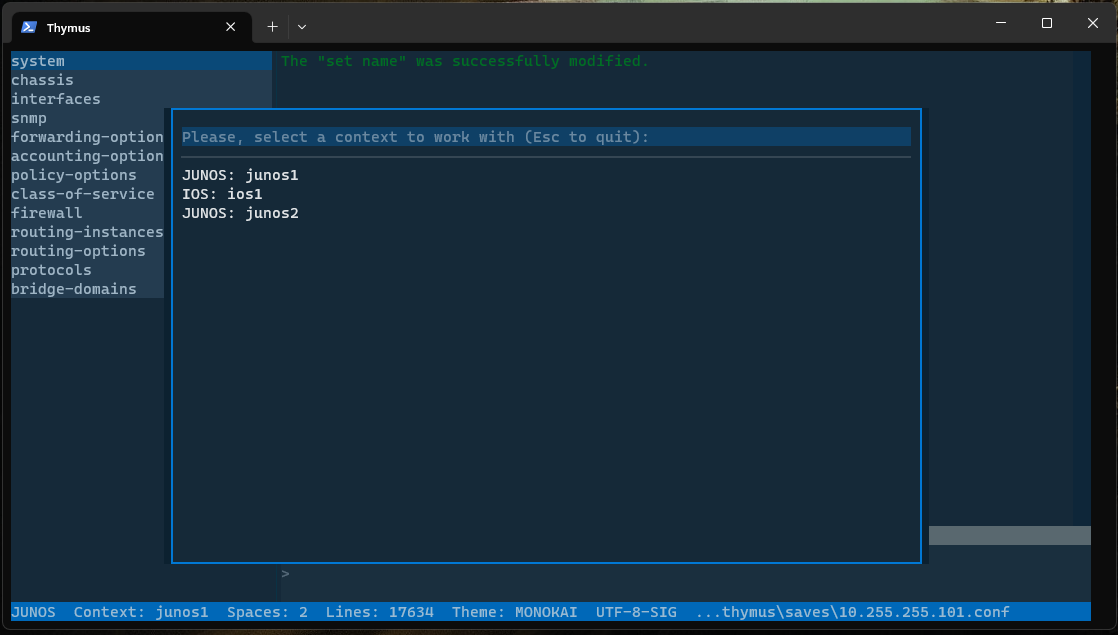 Thymus
system
The "set name" was successfully modified.
chassis
interfaces
snmp
forwarding-option
accounting-option
policy-options
class-of-service
firewall
routing-instances
routing-options
protocols
bridge-domains
Please, select a context to work with (Esc to quit):
JUNOS: junos1
IOS: ios1
JUNOS: junos2
>
JUNOS  Context: junos1  Spaces: 2  Lines: 17634  Theme: MONOKAI  UTF-8-SIG  ...thymus\saves\10.255.255.101.conf